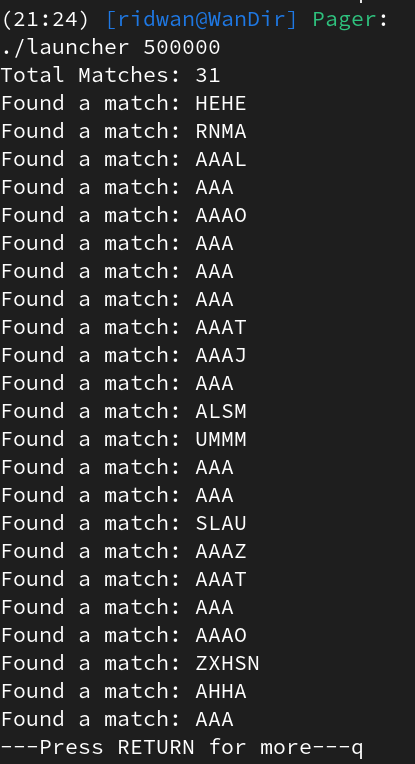 (21:24) [ridwan@WanDir] Pager:
./launcher 500000
Total Matches: 31
Found a match: HEHE
Found a match: RNMA
Found a match: AAAL
Found a match: AAA
Found a match: AAAO
Found a match: AAA
Found a match: AAA
Found a match: AAA
Found a match: AAAT
Found a match: AAAJ
Found a match: AAA
Found a match: ALSM
Found a match: UMMM
Found a match: AAA
Found a match: AAA
Found a match: SLAU
Found a match: AAAZ
Found a match: AAAT
Found a match: AAA
Found a match: AAAO
Found a match: ZXHSN
Found a match: AHHA
Found a match: AAA
---Press RETURN for more---q